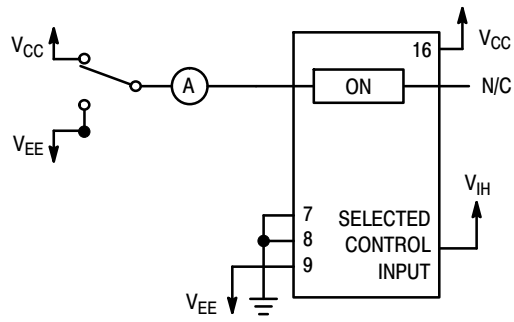 VCC
A
VEE
16
VCC
ON
N/C
VIH
7
SELECTED
8
CONTROL
9
INPUT
VEE